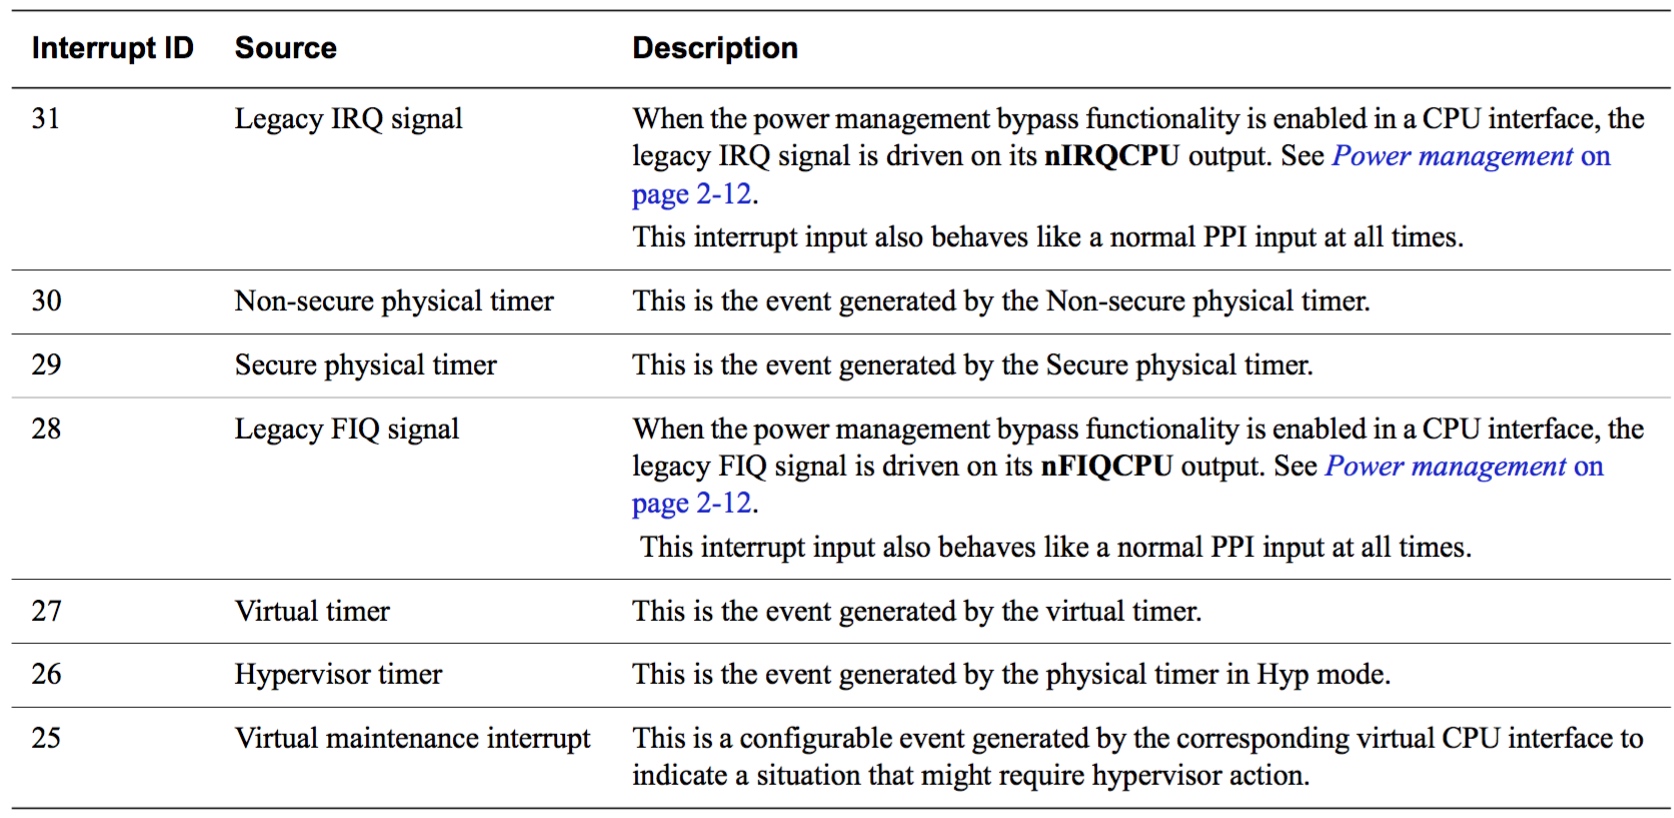 Interrupt ID Source Description
31 Legacy IRQ signal When the power management bypass functionality is enabled in a CPU interface, the
legacy IRQ signal is driven on its nIRQCPU output. See Power management on
page 2-12.
This interrupt input also behaves like a normal PPI input at all times.
30 Non-secure physical timer This is the event generated by the Non-secure physical timer.
29 Secure physical timer This is the event generated by the Secure physical timer.
28 Legacy FIQ signal When the power management bypass functionality is enabled in a CPU interface, the
legacy FIQ signal is driven on its nFIQCPU output. See Power management on
page 2-12.
This interrupt input also behaves like a normal PPI input at all times.
27 Virtual timer This is the event generated by the virtual timer.
26 Hypervisor timer This is the event generated by the physical timer in Hyp mode.
25 Virtual maintenance interrupt This is a configurable event generated by the corresponding virtual CPU interface to
indicate a situation that might require hypervisor action.